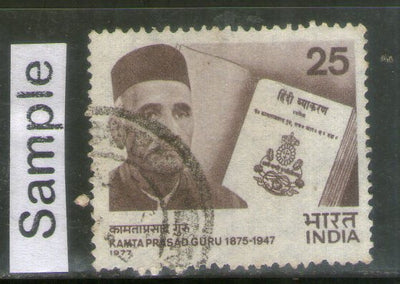 Sample
25
हिंदी व्याकरण
कामताप्रसाद गुरु
KAMTA PRASAD GURU 1875-1947
1977
भारत
INDIA